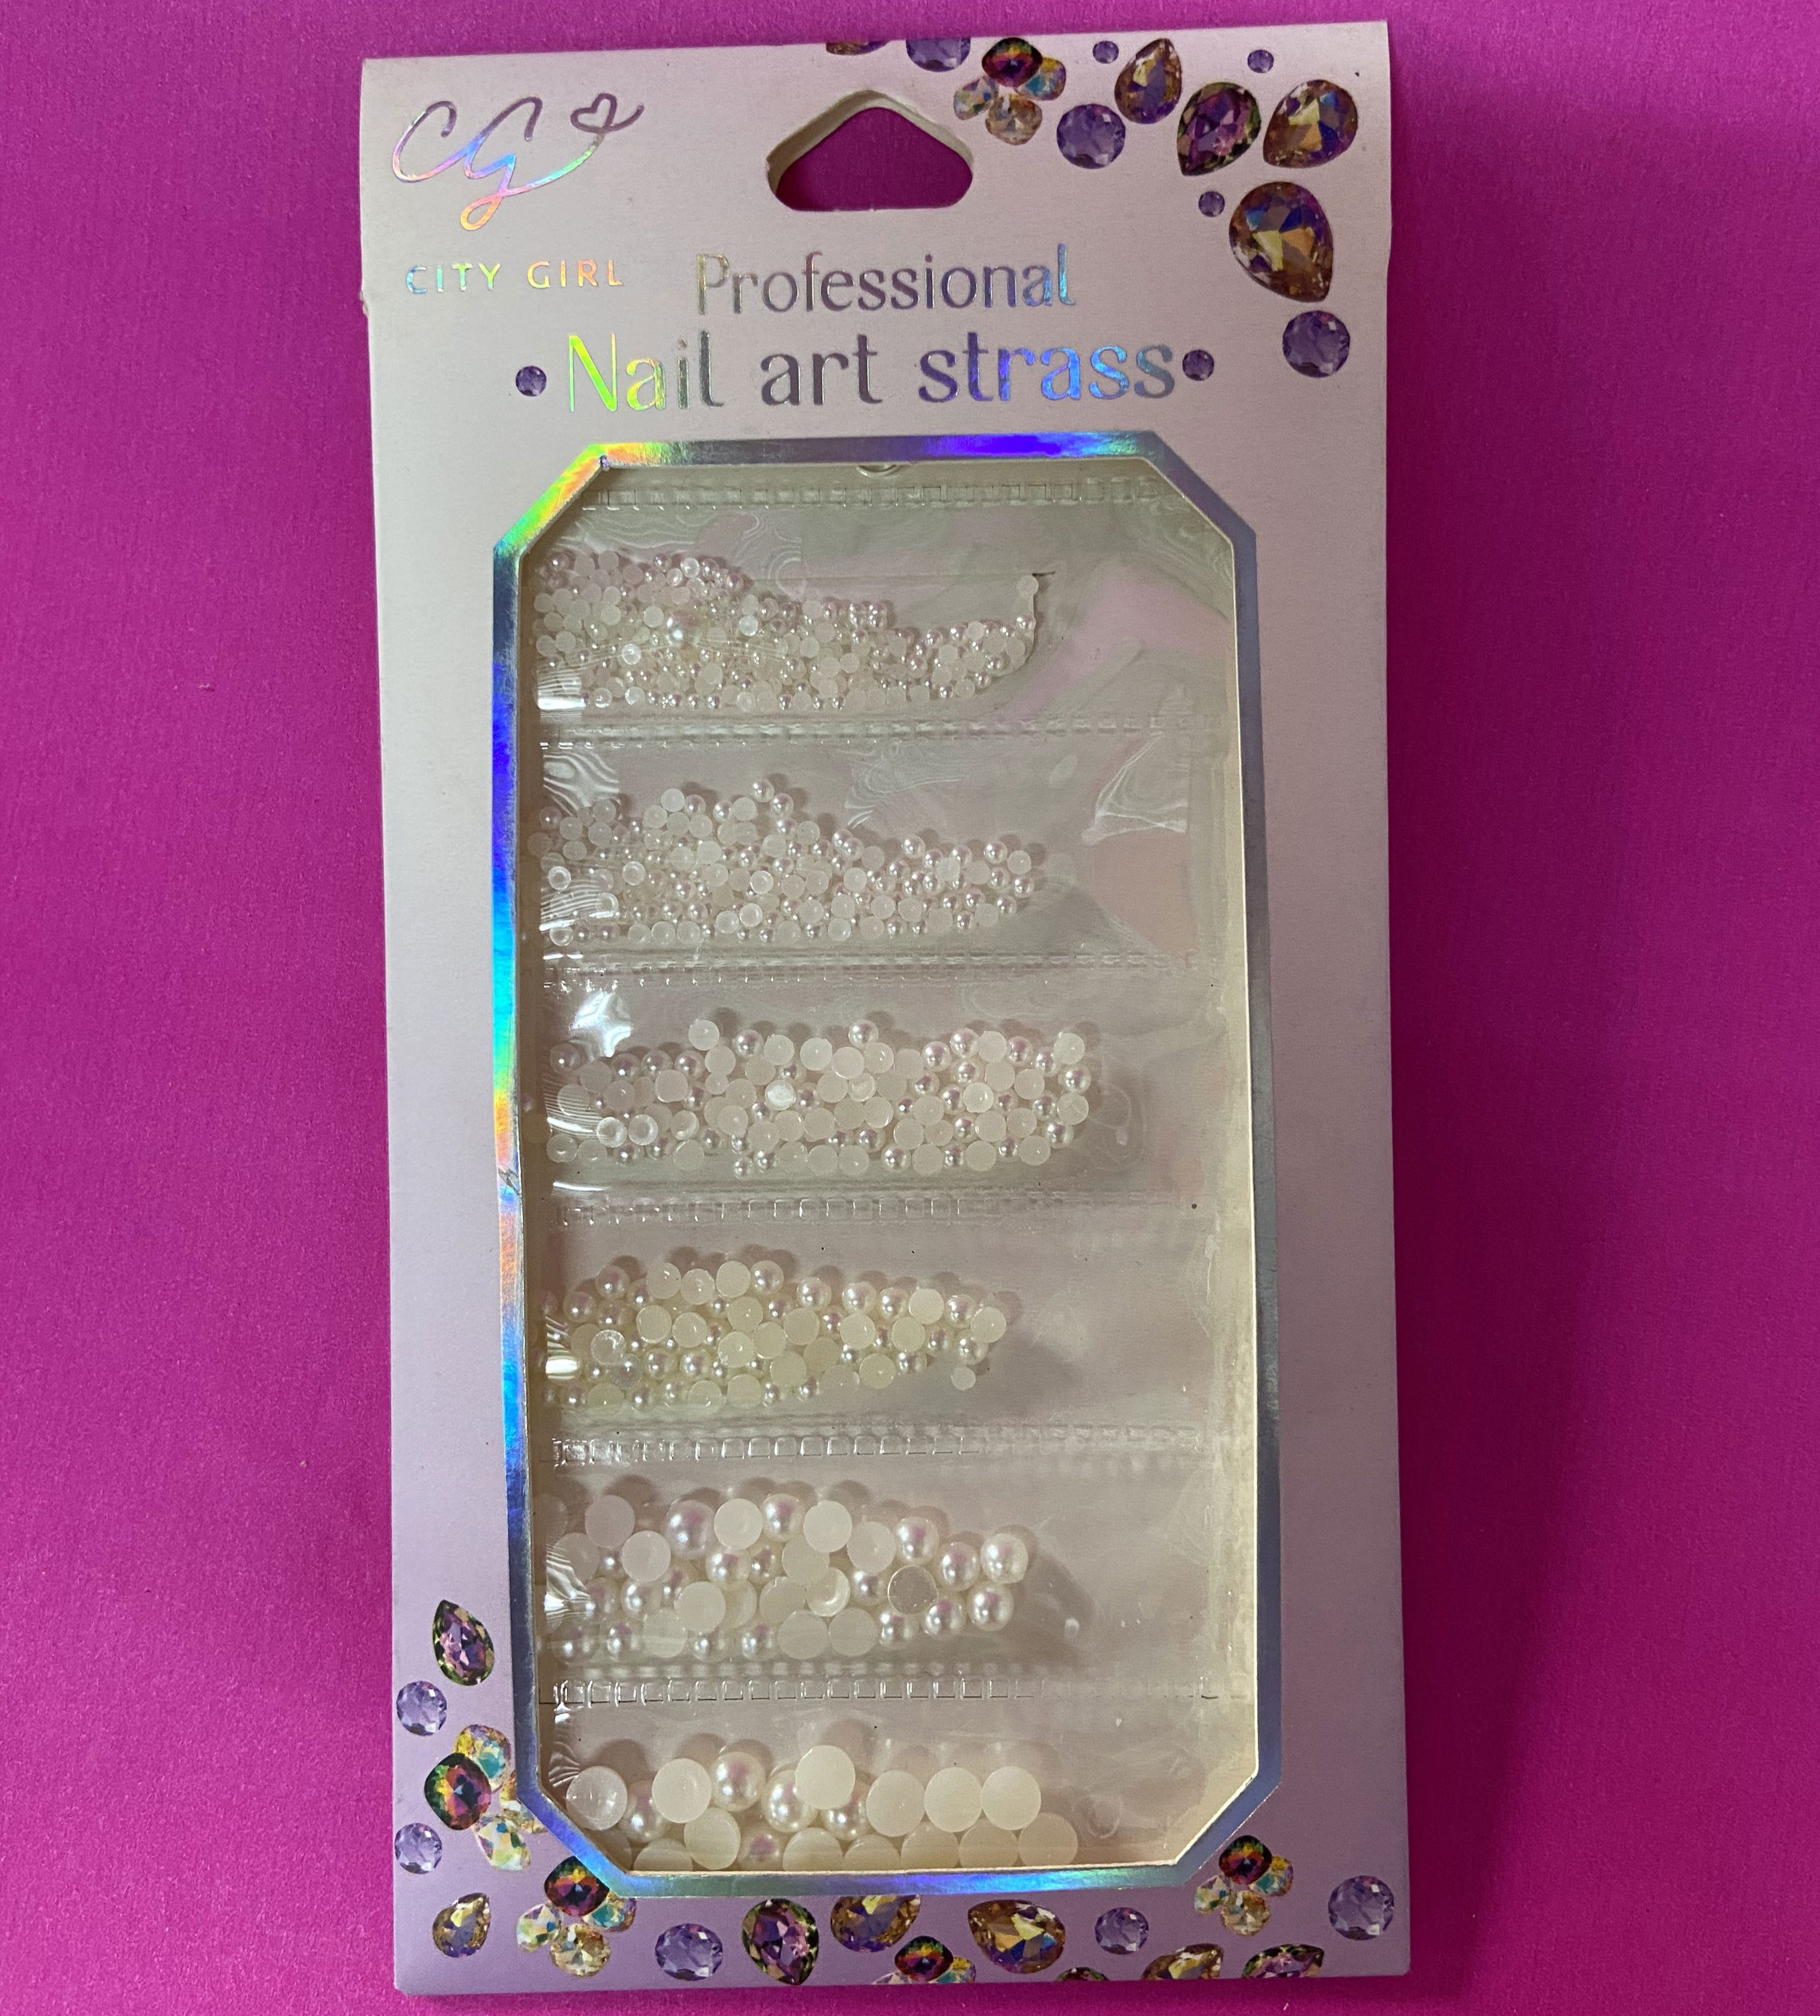 CG
CITY GIRL
Professional
Nail art strass